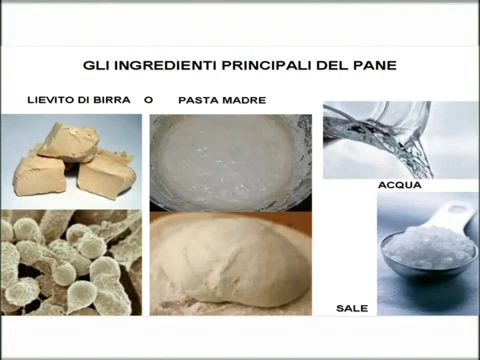 GLI INGREDIENTI PRINCIPALI DEL PANE
LIEVITO DI BIRRA O PASTA MADRE
ACQUA
SALE